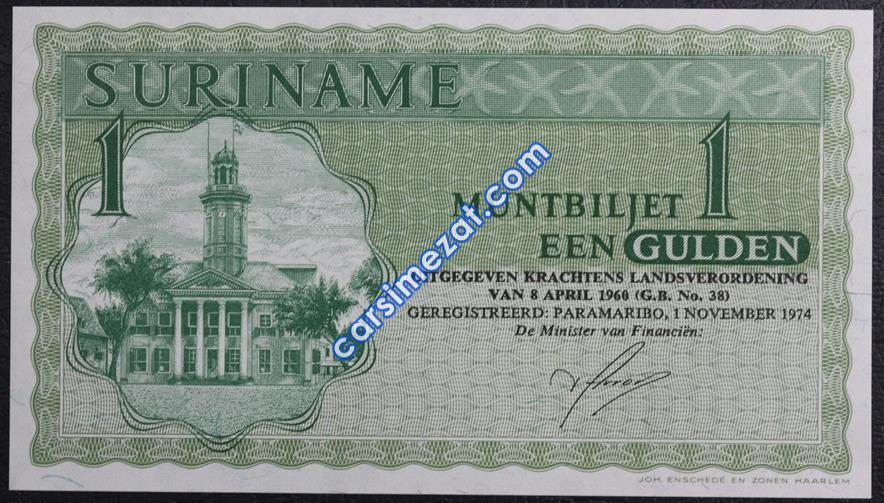 SURINAME
1
1
MUNTBILJET
EEN GULDEN
UITGEGEVEN KRACHTENS LANDSVERORDENING
VAN 8 APRIL 1960 (G.B. No. 38)
GEREGISTREERD: PARAMARIBO, 1 NOVEMBER 1974
De Minister van Financiën:
JOH. ENSCHEDÉ EN ZONEN HAARLEM
carsimezat.com